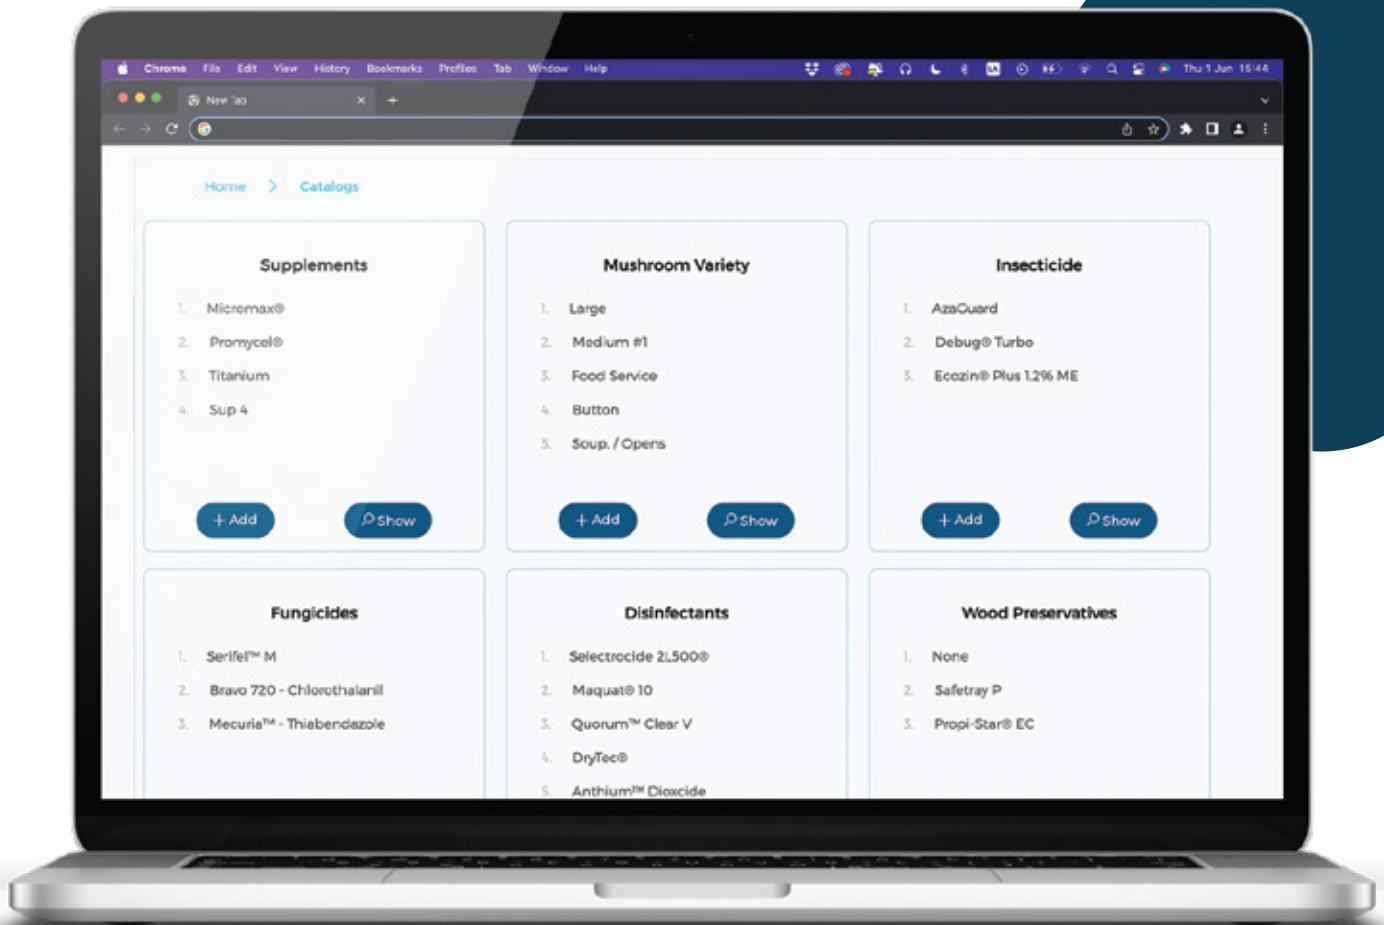 Chrome File Edit View History Bookmarks Profiles Tab Window Help Thu 1 Jun 15:44
New Tab
Home > Catalogs
Supplements
1. Micromax®
2. Promycel®
3. Titanium
4. Sup 4
+ Add Show
Mushroom Variety
1. Large
2. Medium #1
3. Food Service
4. Button
5. Soup. / Opens
+ Add Show
Insecticide
1. AzaGuard
2. Debug® Turbo
3. Ecozin® Plus 1.2% ME
+ Add Show
Fungicides
1. Serifel™ M
2. Bravo 720 - Chlorothalanil
3. Mecuria™ - Thiabendazole
Disinfectants
1. Selectrocide 2L500®
2. Maquat® 10
3. Quorum™ Clear V
4. DryTec®
5. Anthium™ Dioxcide
Wood Preservatives
1. None
2. Safetray P
3. Propi-Star® EC